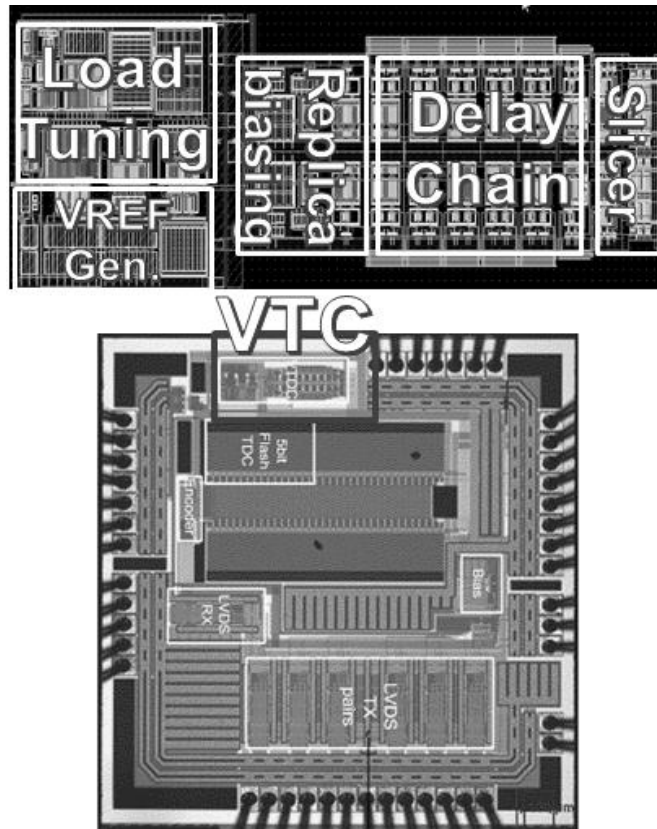 Load
Tuning
VREF
Gen.
Replica
biasing
Delay
Chain
Slicer
VTC
TDC
5bit
Flash
TDC
Encoder
Bias
LVDS
RX
LVDS
TX
pairs